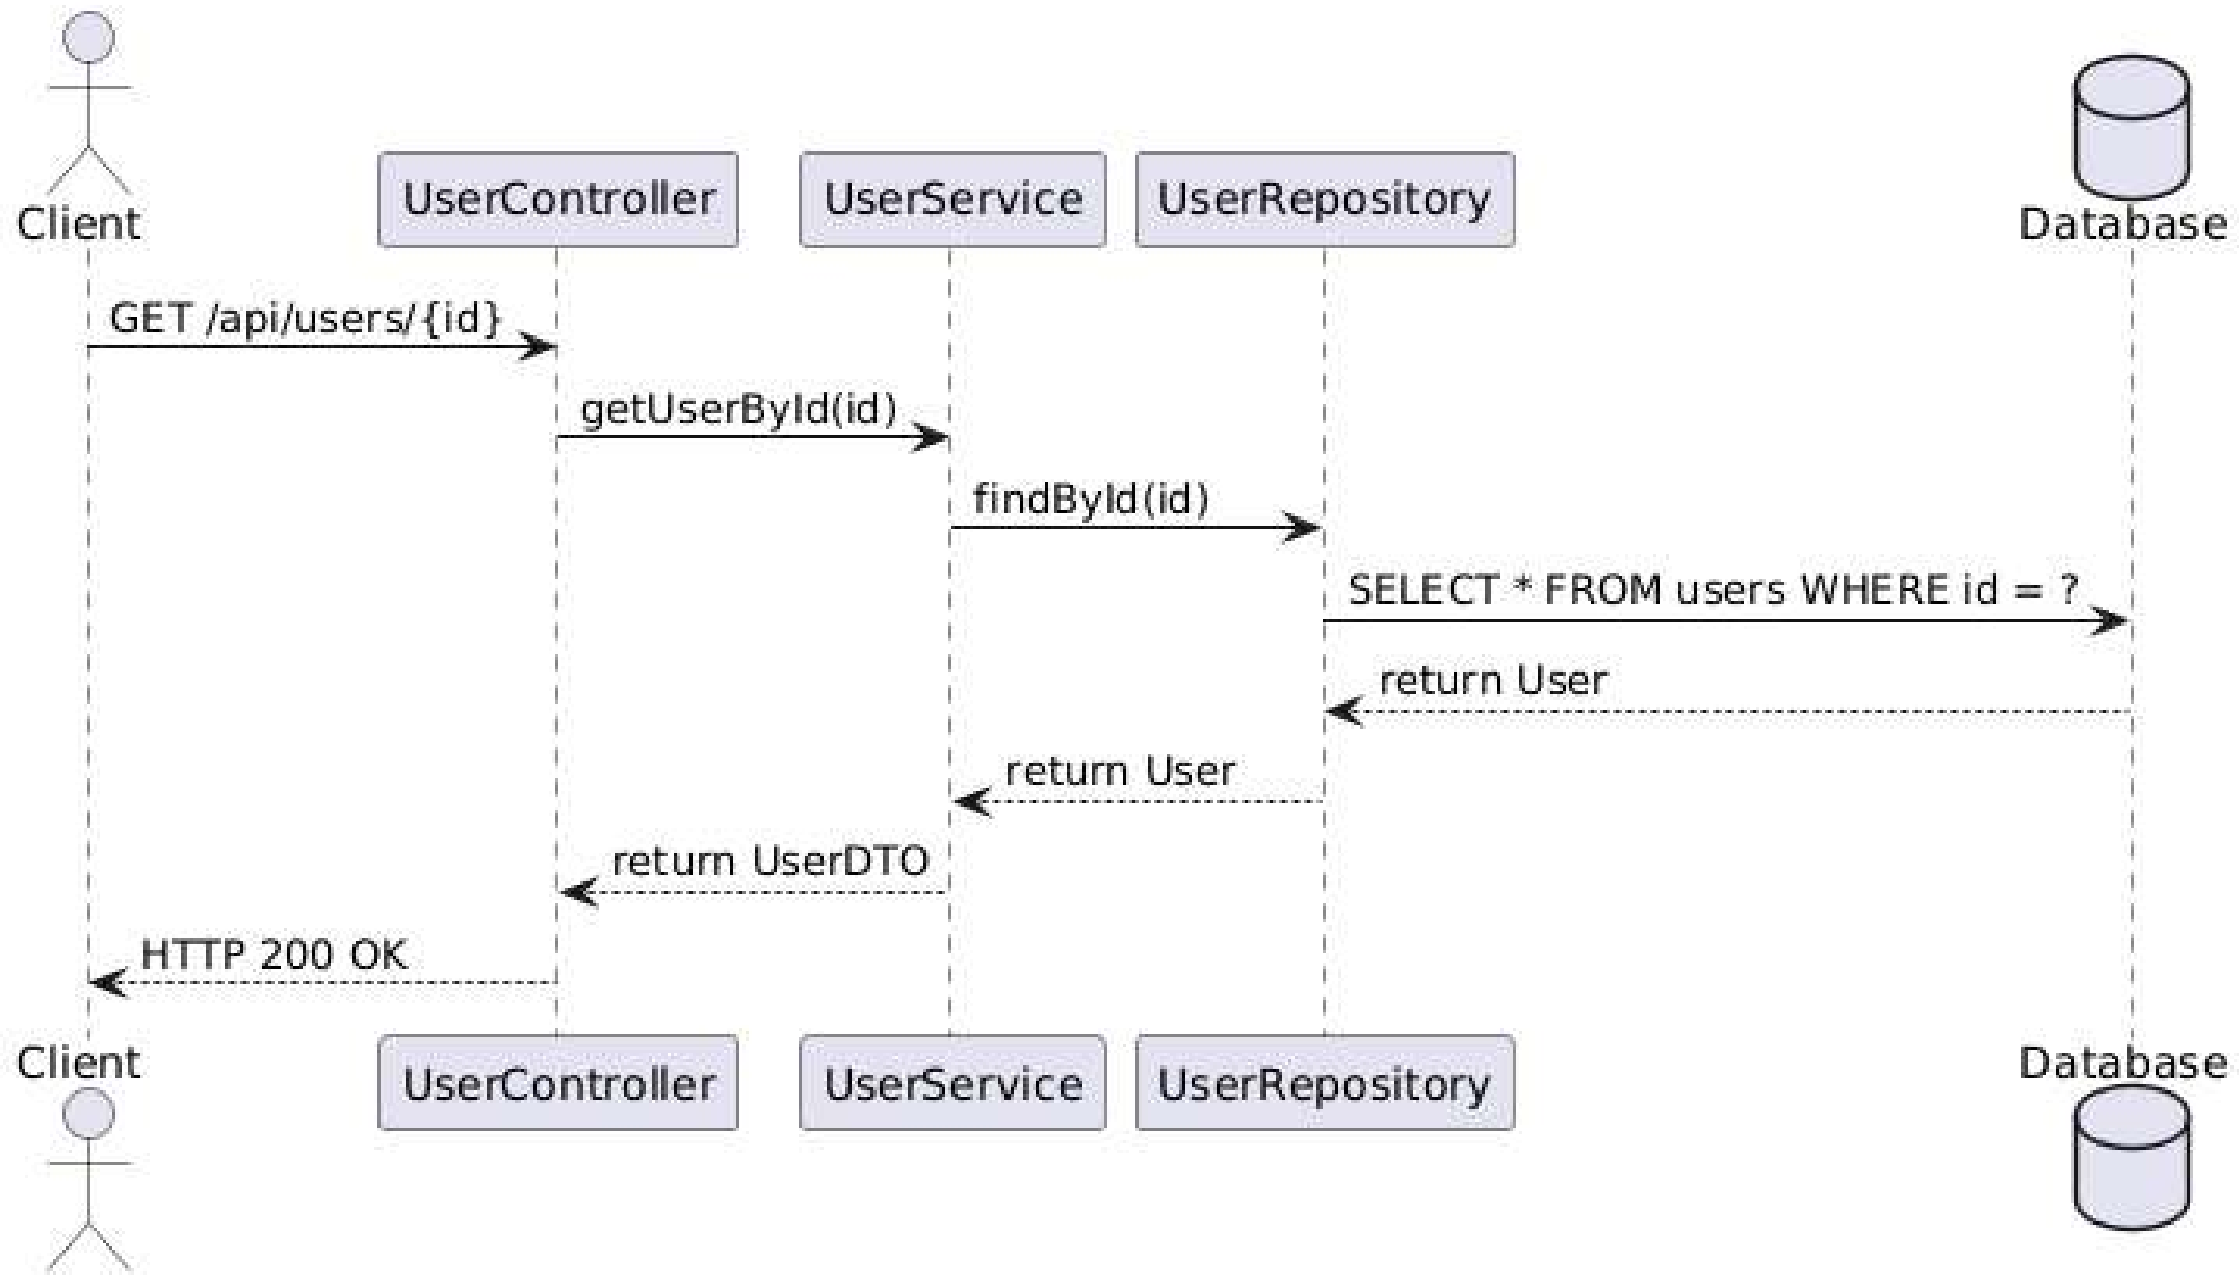 Client
UserController
UserService
UserRepository
Database
GET /api/users/{id}
getUserById(id)
findById(id)
SELECT * FROM users WHERE id = ?
return User
return User
return UserDTO
HTTP 200 OK
Client
UserController
UserService
UserRepository
Database